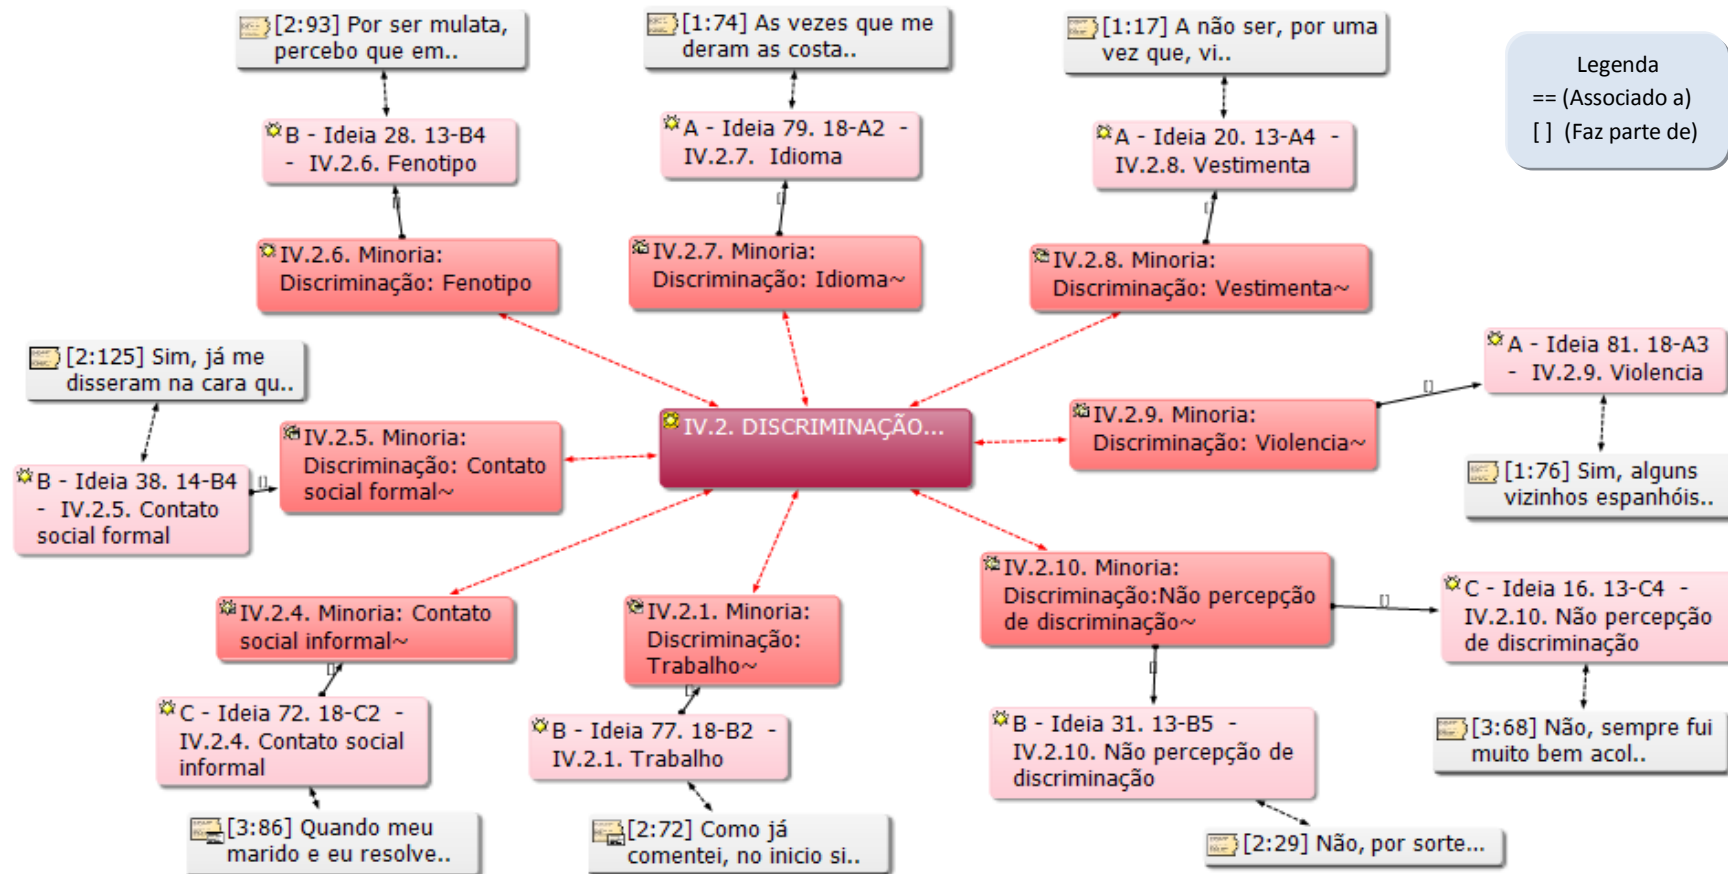 [2:93] Por ser mulata,
percebo que em..
[1:74] As vezes que me
deram as costa..
[1:17] A não ser, por uma
vez que, vi..
Legenda
== (Associado a)
[ ] (Faz parte de)
B - Ideia 28. 13-B4
- IV.2.6. Fenotipo
A - Ideia 79. 18-A2 -
IV.2.7. Idioma
A - Ideia 20. 13-A4 -
IV.2.8. Vestimenta
[]
[]
[]
IV.2.6. Minoria:
Discriminação: Fenotipo
IV.2.7. Minoria:
Discriminação: Idioma~
IV.2.8. Minoria:
Discriminação: Vestimenta~
[2:125] Sim, já me
disseram na cara qu..
A - Ideia 81. 18-A3
- IV.2.9. Violencia
[]
IV.2.5. Minoria:
Discriminação: Contato
social formal~
IV.2. DISCRIMINAÇÃO...
IV.2.9. Minoria:
Discriminação: Violencia~
B - Ideia 38. 14-B4
- IV.2.5. Contato
social formal
[]
[1:76] Sim, alguns
vizinhos espanhóis..
IV.2.4. Minoria: Contato
social informal~
IV.2.1. Minoria:
Discriminação:
Trabalho~
IV.2.10. Minoria:
Discriminação:Não percepção
de discriminação~
[]
C - Ideia 16. 13-C4 -
IV.2.10. Não percepção
de discriminação
[]
[]
[]
C - Ideia 72. 18-C2 -
IV.2.4. Contato social
informal
B - Ideia 77. 18-B2 -
IV.2.1. Trabalho
B - Ideia 31. 13-B5 -
IV.2.10. Não percepção de
discriminação
[3:68] Não, sempre fui
muito bem acol..
[3:86] Quando meu
marido e eu resolve..
[2:72] Como já
comentei, no inicio si..
[2:29] Não, por sorte...